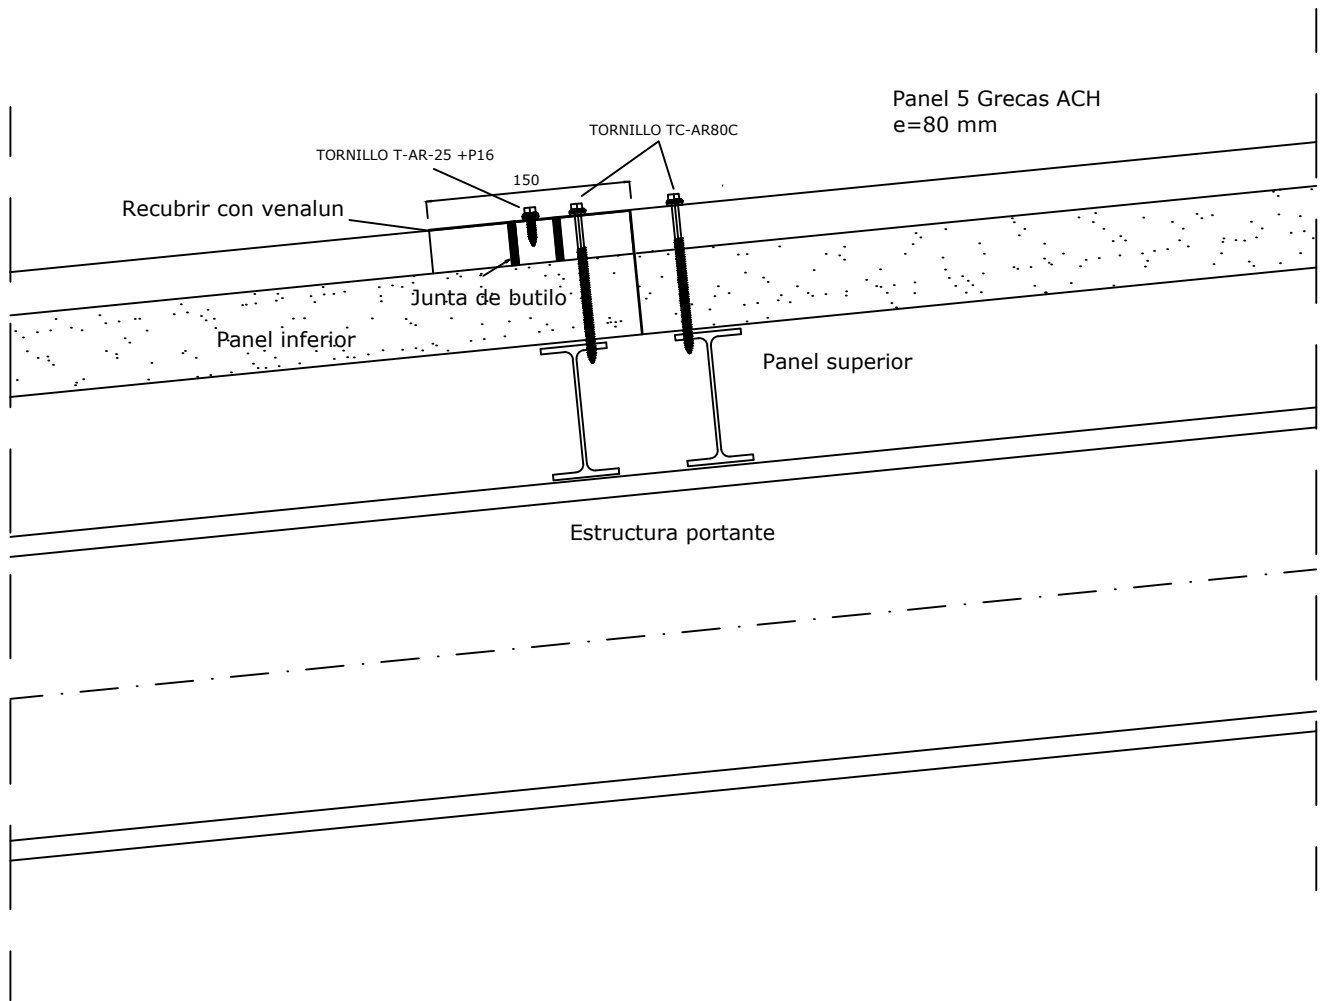 Panel 5 Grecas ACH
e=80 mm
TORNILLO TC-AR80C
TORNILLO T-AR-25 +P16
150
Recubrir con venalun
Junta de butilo
Panel inferior
Panel superior
Estructura portante